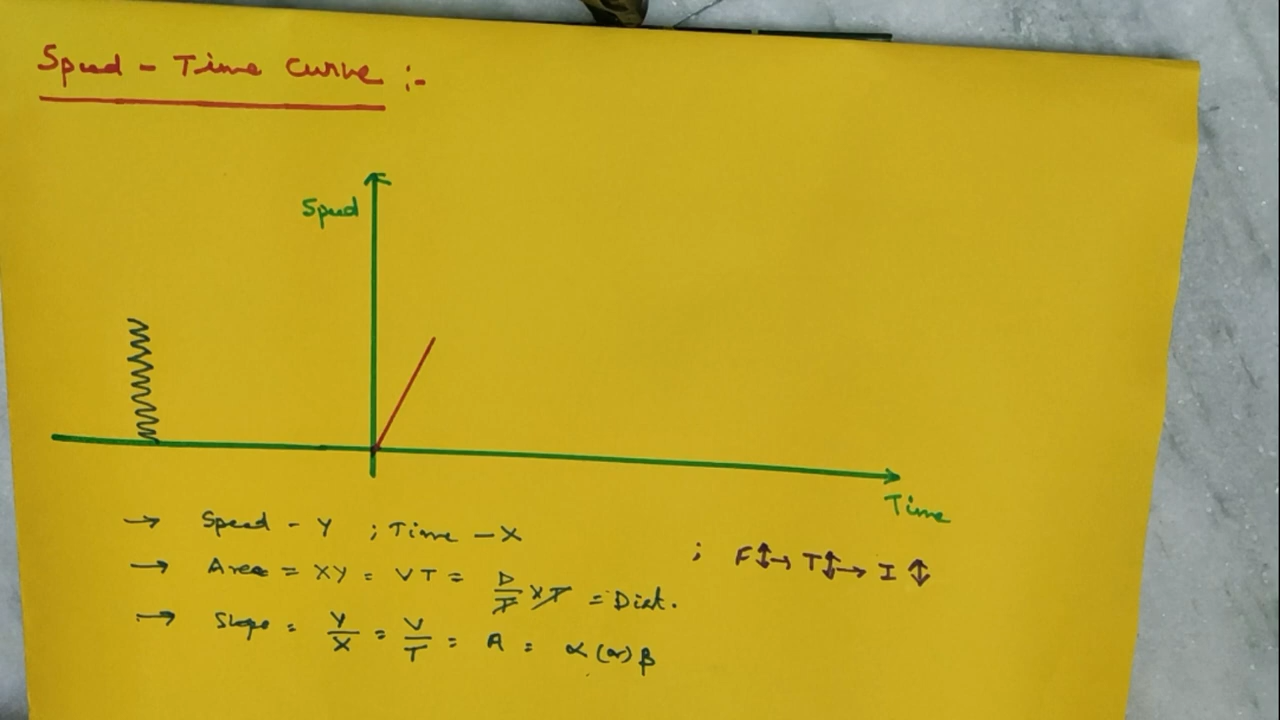 Speed - Time Curve :-
Speed
Time
→ Speed - Y ; Time - X
→ Area = XY = VT = D/T × T = Dist. ; F↕→ T↕→ I↕
→ Slope = Y/X = V/T = A = α (or) β